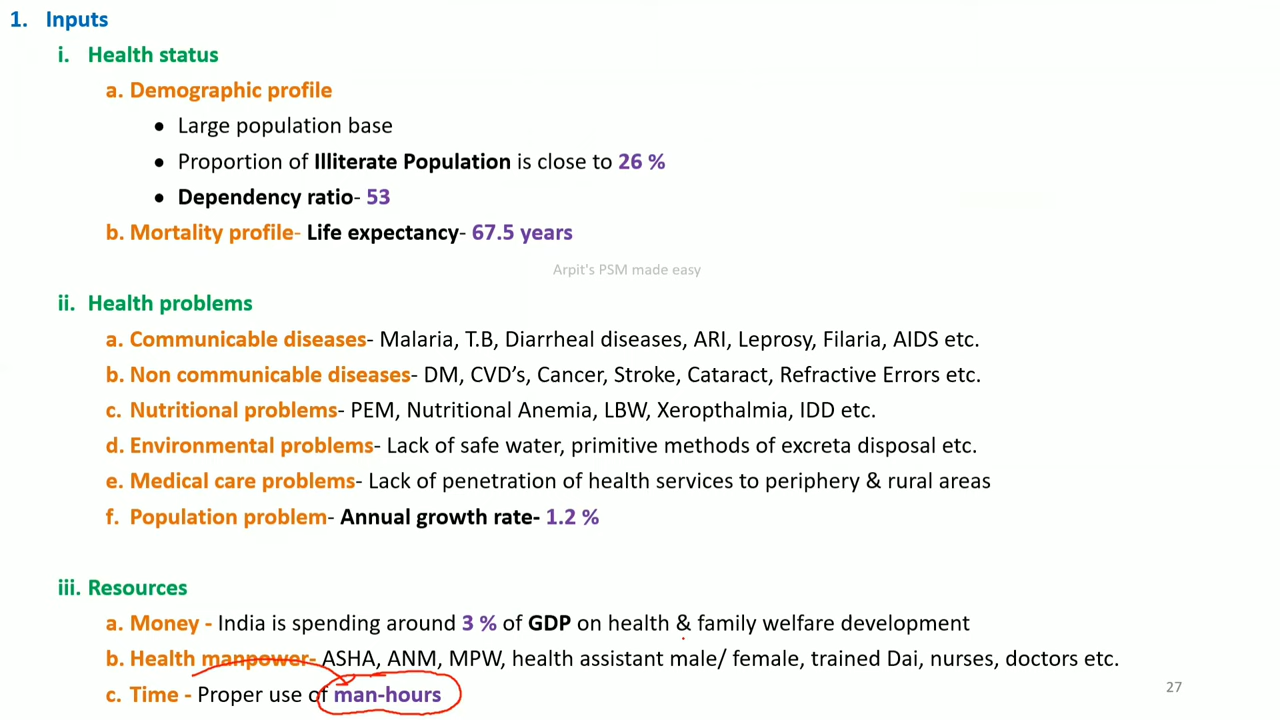 1. Inputs
i. Health status
a. Demographic profile
• Large population base
• Proportion of Illiterate Population is close to 26 %
• Dependency ratio- 53
b. Mortality profile- Life expectancy- 67.5 years
Arpit's PSM made easy
ii. Health problems
a. Communicable diseases- Malaria, T.B, Diarrheal diseases, ARI, Leprosy, Filaria, AIDS etc.
b. Non communicable diseases- DM, CVD's, Cancer, Stroke, Cataract, Refractive Errors etc.
c. Nutritional problems- PEM, Nutritional Anemia, LBW, Xeropthalmia, IDD etc.
d. Environmental problems- Lack of safe water, primitive methods of excreta disposal etc.
e. Medical care problems- Lack of penetration of health services to periphery & rural areas
f. Population problem- Annual growth rate- 1.2 %
iii. Resources
a. Money - India is spending around 3 % of GDP on health & family welfare development
b. Health manpower- ASHA, ANM, MPW, health assistant male/ female, trained Dai, nurses, doctors etc.
c. Time - Proper use of man-hours
27